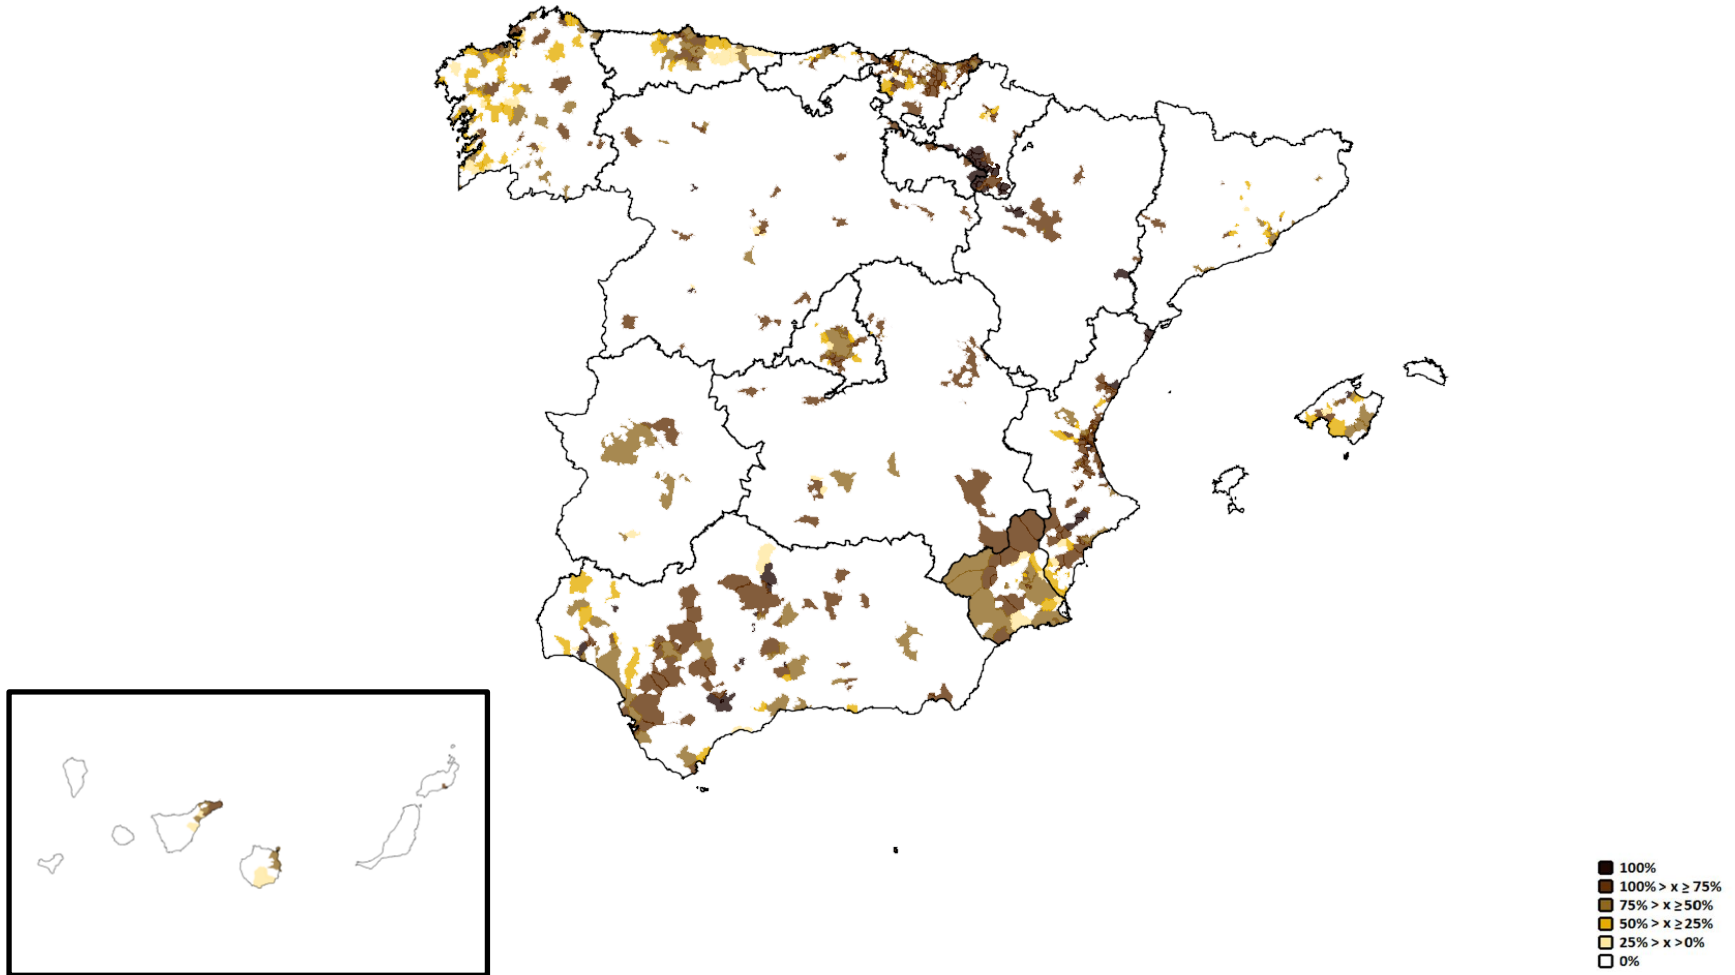 100%
100% > x ≥ 75%
75% > x ≥ 50%
50% > x ≥ 25%
25% > x > 0%
0%